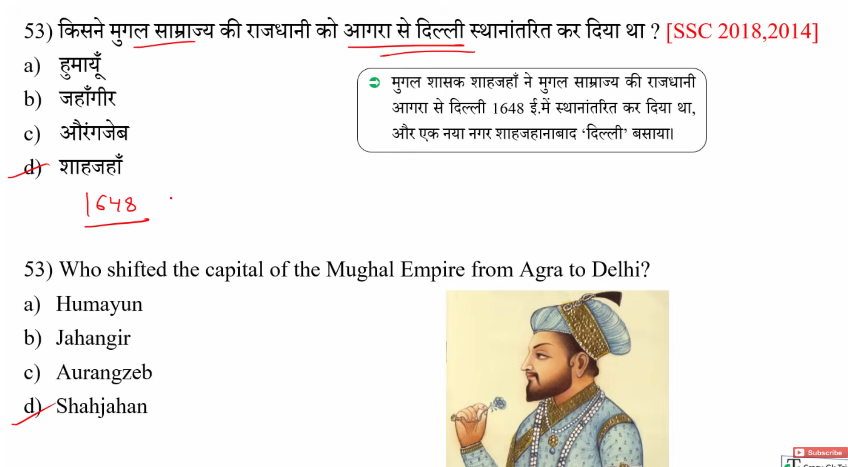 53) किसने मुगल साम्राज्य की राजधानी को आगरा से दिल्ली स्थानांतरित कर दिया था ? [SSC 2018,2014]
a) हुमायूँ
b) जहाँगीर
c) औरंगजेब
d) शाहजहाँ
1648
मुगल शासक शाहजहाँ ने मुगल साम्राज्य की राजधानी
आगरा से दिल्ली 1648 ई.में स्थानांतरित कर दिया था,
और एक नया नगर शाहजहानाबाद ‘दिल्ली’ बसाया।
53) Who shifted the capital of the Mughal Empire from Agra to Delhi?
a) Humayun
b) Jahangir
c) Aurangzeb
d) Shahjahan
Subscribe